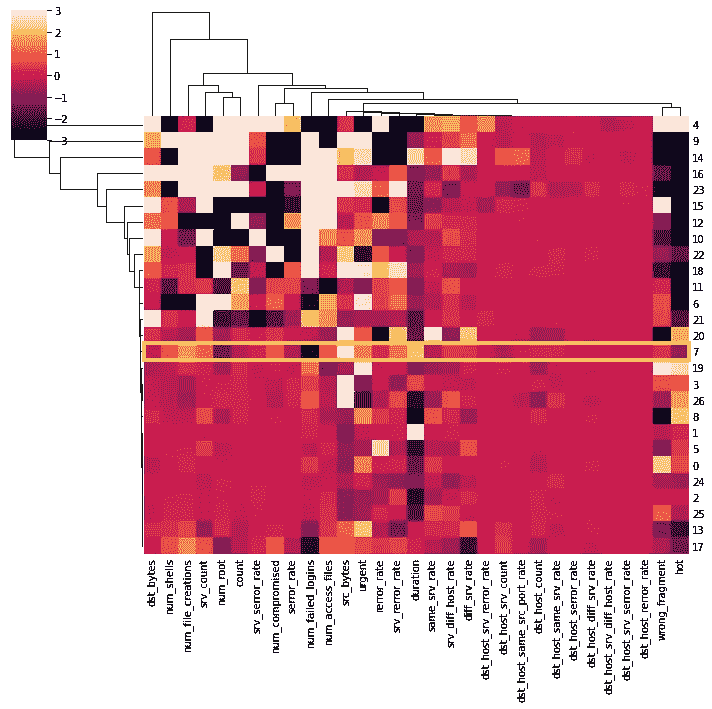 3
2
1
0
−1
−2
−3
4
9
14
16
23
15
12
10
22
18
11
6
21
20
7
19
3
26
8
1
5
0
24
2
25
13
17
dst_bytes
num_shells
num_file_creations
srv_count
num_root
count
srv_serror_rate
num_compromised
serror_rate
num_failed_logins
num_access_files
src_bytes
urgent
rerror_rate
srv_rerror_rate
duration
same_srv_rate
srv_diff_host_rate
diff_srv_rate
dst_host_srv_rerror_rate
dst_host_srv_count
dst_host_same_src_port_rate
dst_host_count
dst_host_same_srv_rate
dst_host_serror_rate
dst_host_diff_srv_rate
dst_host_srv_diff_host_rate
dst_host_srv_serror_rate
dst_host_rerror_rate
wrong_fragment
hot